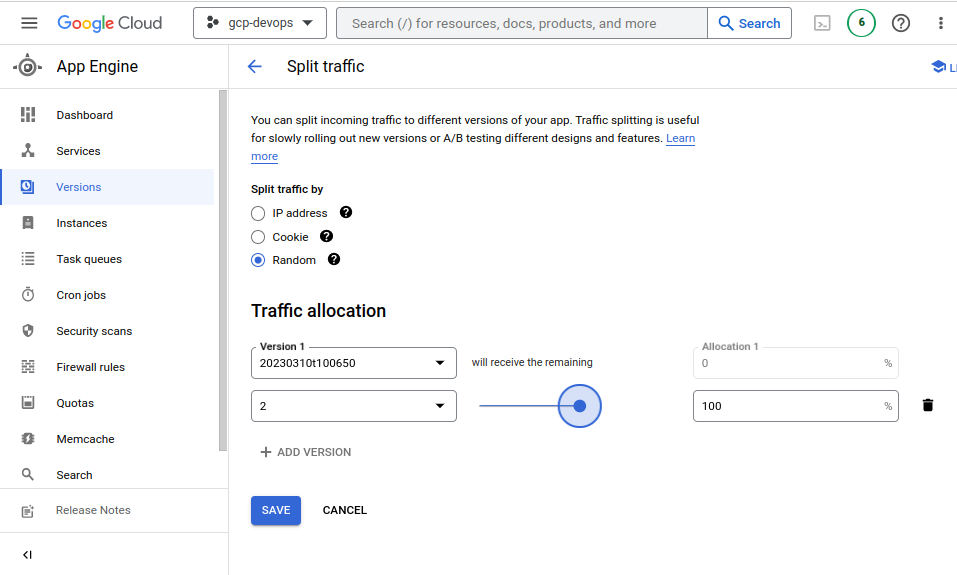 Google Cloud
gcp-devops
Search (/) for resources, docs, products, and more
Search
6
App Engine
Split traffic
L
Dashboard
Services
Versions
Instances
Task queues
Cron jobs
Security scans
Firewall rules
Quotas
Memcache
Search
Release Notes
You can split incoming traffic to different versions of your app. Traffic splitting is useful
for slowly rolling out new versions or A/B testing different designs and features. Learn
more
Split traffic by
IP address
Cookie
Random
Traffic allocation
Version 1
20230310t100650
will receive the remaining
Allocation 1
0 %
2
100 %
ADD VERSION
SAVE CANCEL